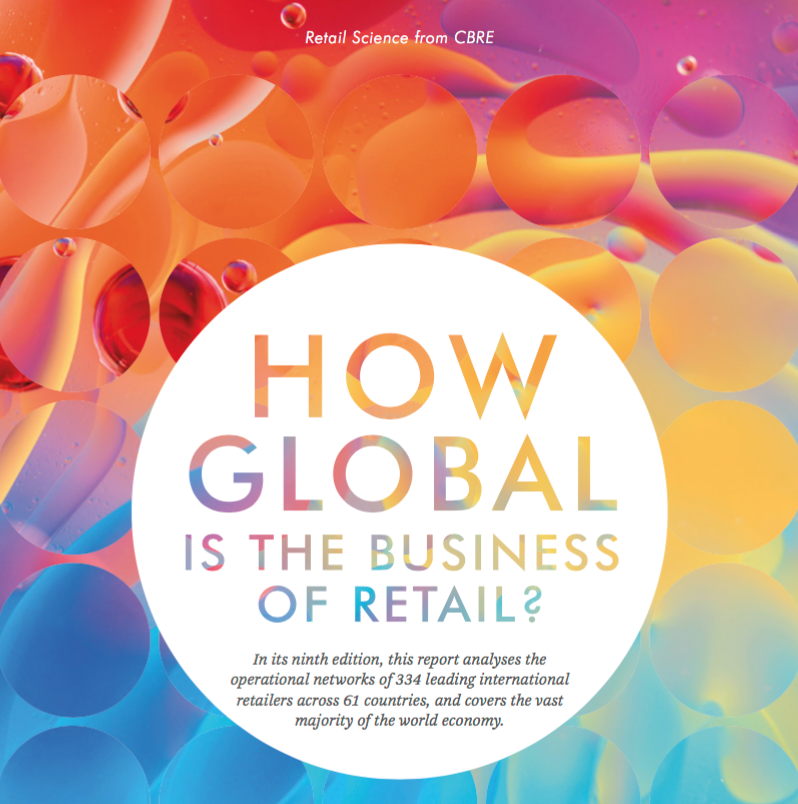 Retail Science from CBRE
HOW
GLOBAL
IS THE BUSINESS
OF RETAIL?
In its ninth edition, this report analyses the
operational networks of 334 leading international
retailers across 61 countries, and covers the vast
majority of the world economy.